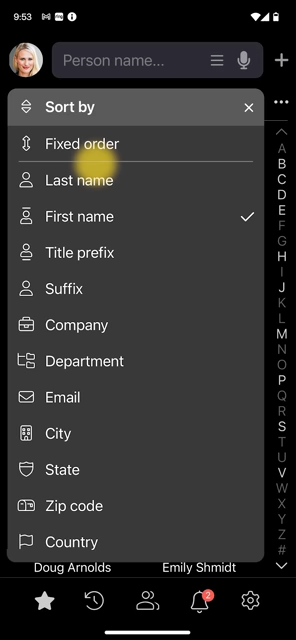 9:53
Person name...
Sort by
Fixed order
Last name
First name
Title prefix
Suffix
Company
Department
Email
City
State
Zip code
Country
A
B
C
D
E
F
G
H
I
J
K
L
M
N
O
P
Q
R
S
T
U
V
W
X
Y
Z
#
Doug Arnolds
Emily Shmidt
2